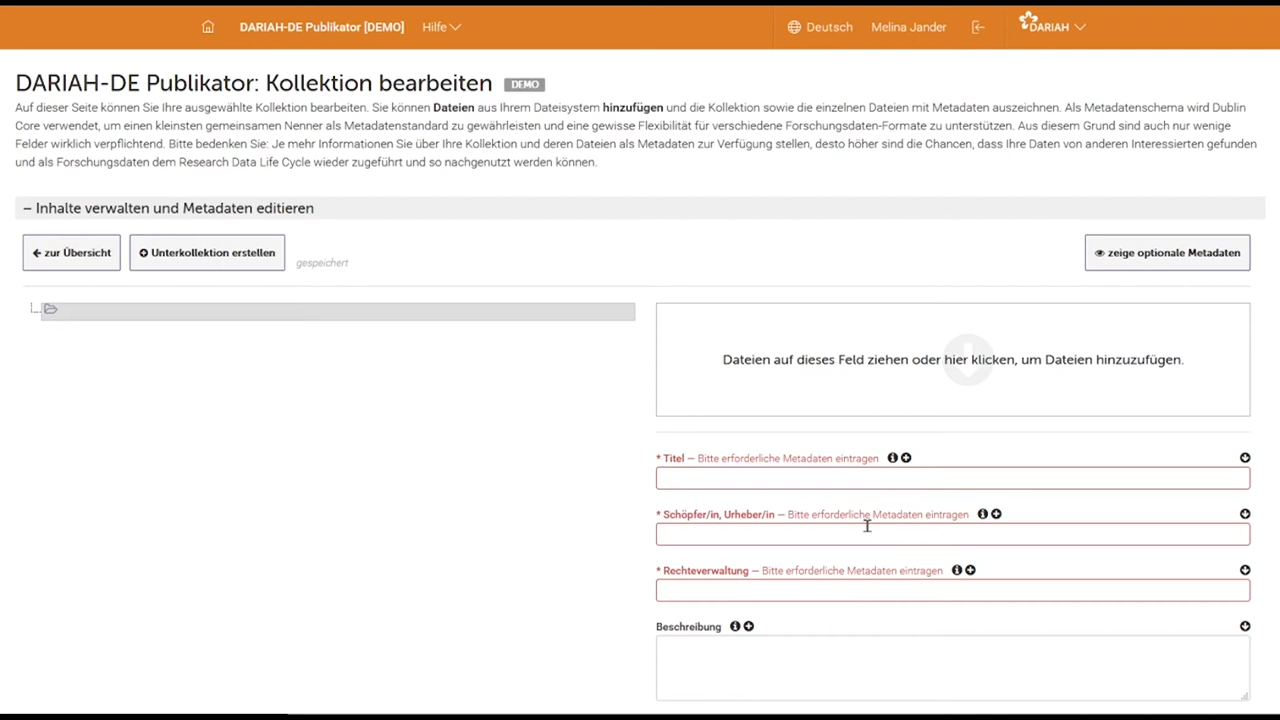 DARIAH-DE Publikator [DEMO] Hilfe Deutsch Melina Jander DARIAH
DARIAH-DE Publikator: Kollektion bearbeiten DEMO
Auf dieser Seite können Sie Ihre ausgewählte Kollektion bearbeiten. Sie können Dateien aus Ihrem Dateisystem hinzufügen und die Kollektion sowie die einzelnen Dateien mit Metadaten auszeichnen. Als Metadatenschema wird Dublin
Core verwendet, um einen kleinsten gemeinsamen Nenner als Metadatenstandard zu gewährleisten und eine gewisse Flexibilität für verschiedene Forschungsdaten-Formate zu unterstützen. Aus diesem Grund sind auch nur wenige
Felder wirklich verpflichtend. Bitte bedenken Sie: Je mehr Informationen Sie über Ihre Kollektion und deren Dateien als Metadaten zur Verfügung stellen, desto höher sind die Chancen, dass Ihre Daten von anderen Interessierten gefunden
und als Forschungsdaten dem Research Data Life Cycle wieder zugeführt und so nachgenutzt werden können.
– Inhalte verwalten und Metadaten editieren
zur Übersicht Unterkollektion erstellen gespeichert zeige optionale Metadaten
Dateien auf dieses Feld ziehen oder hier klicken, um Dateien hinzuzufügen.
* Titel — Bitte erforderliche Metadaten eintragen
* Schöpfer/in, Urheber/in — Bitte erforderliche Metadaten eintragen
* Rechteverwaltung — Bitte erforderliche Metadaten eintragen
Beschreibung